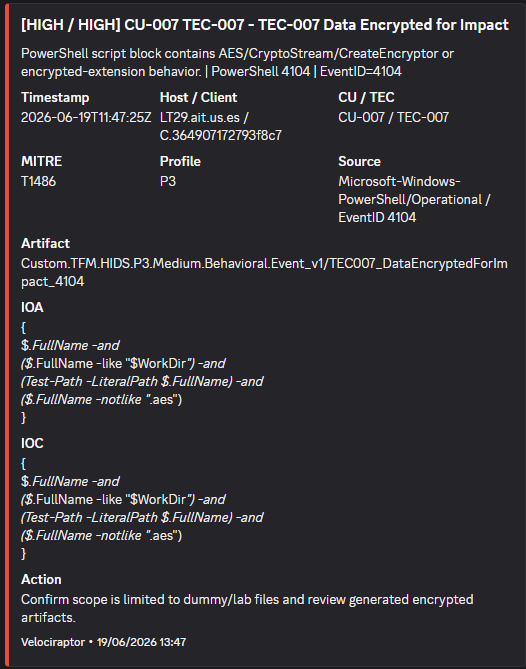 [HIGH / HIGH] CU-007 TEC-007 - TEC-007 Data Encrypted for Impact
PowerShell script block contains AES/CryptoStream/CreateEncryptor or
encrypted-extension behavior. | PowerShell 4104 | EventID=4104
Timestamp Host / Client CU / TEC
2026-06-19T11:47:25Z LT29.ait.us.es / CU-007 / TEC-007
C.364907172793f8c7
MITRE Profile Source
T1486 P3 Microsoft-Windows-
PowerShell/Operational /
EventID 4104
Artifact
Custom.TFM.HIDS.P3.Medium.Behavioral.Event_v1/TEC007_DataEncryptedForIm
pact_4104
IOA
{
$.FullName -and
($.FullName -like "$WorkDir") -and
(Test-Path -LiteralPath $.FullName) -and
($.FullName -notlike ".aes")
}
IOC
{
$.FullName -and
($.FullName -like "$WorkDir") -and
(Test-Path -LiteralPath $.FullName) -and
($.FullName -notlike ".aes")
}
Action
Confirm scope is limited to dummy/lab files and review generated encrypted
artifacts.
Velociraptor • 19/06/2026 13:47